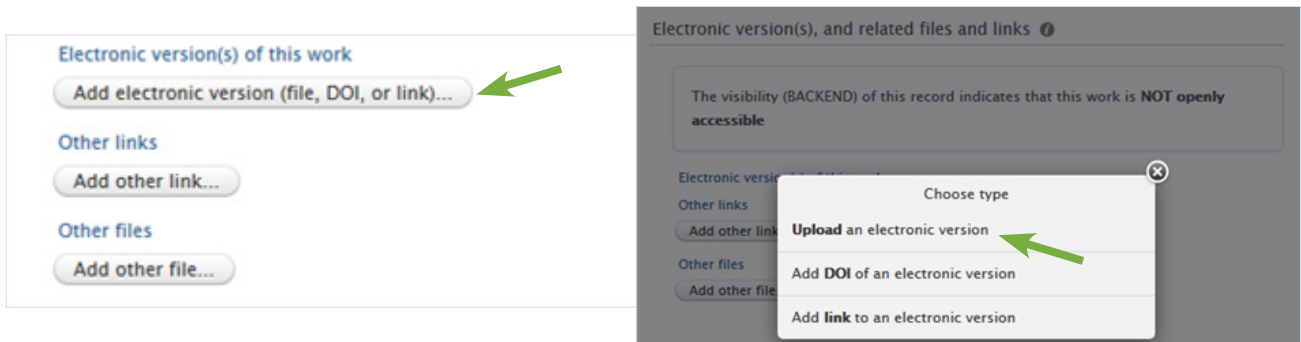 Electronic version(s) of this work
Add electronic version (file, DOI, or link)...
Other links
Add other link...
Other files
Add other file...
Electronic version(s), and related files and links
The visibility (BACKEND) of this record indicates that this work is NOT openly
accessible
Electronic
Other links
Add other link
Other files
Add other file
Choose type
Upload an electronic version
Add DOI of an electronic version
Add link to an electronic version